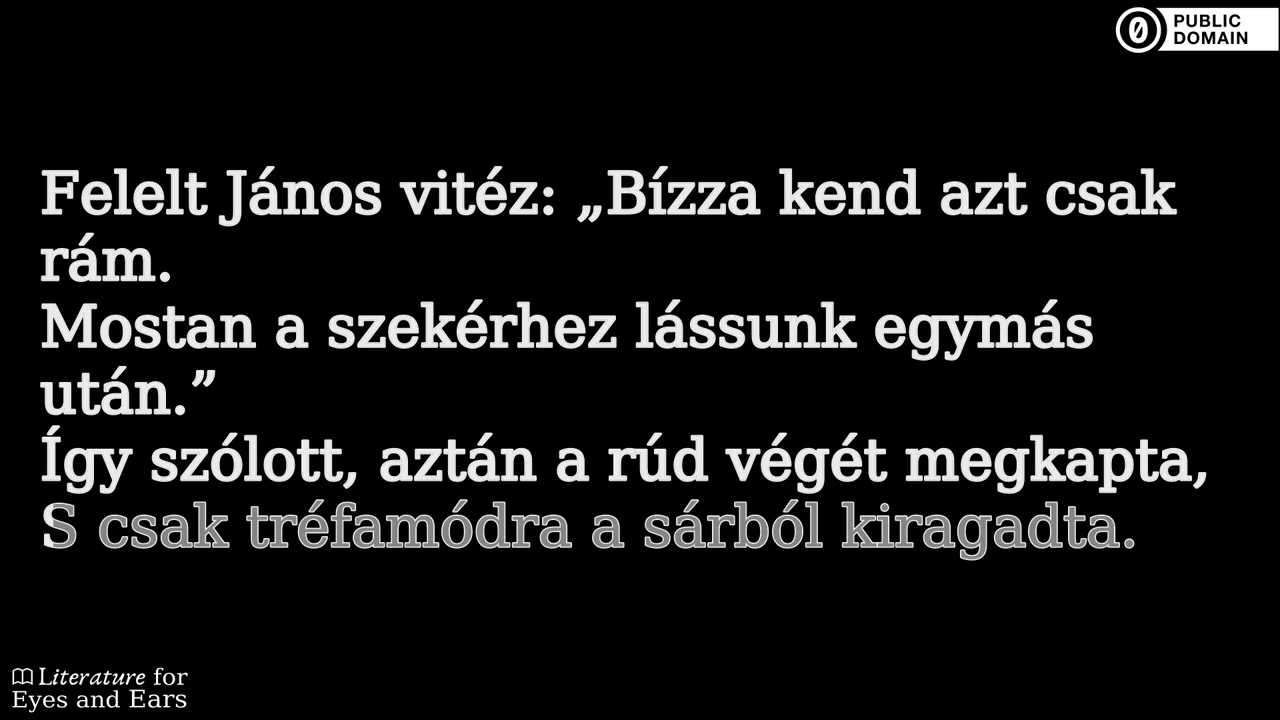 PUBLIC
DOMAIN
Felelt János vitéz: „Bízza kend azt csak
rám.
Mostan a szekérhez lássunk egymás
után.”
Így szólott, aztán a rúd végét megkapta,
S csak tréfamódra a sárból kiragadta.
Literature for
Eyes and Ears